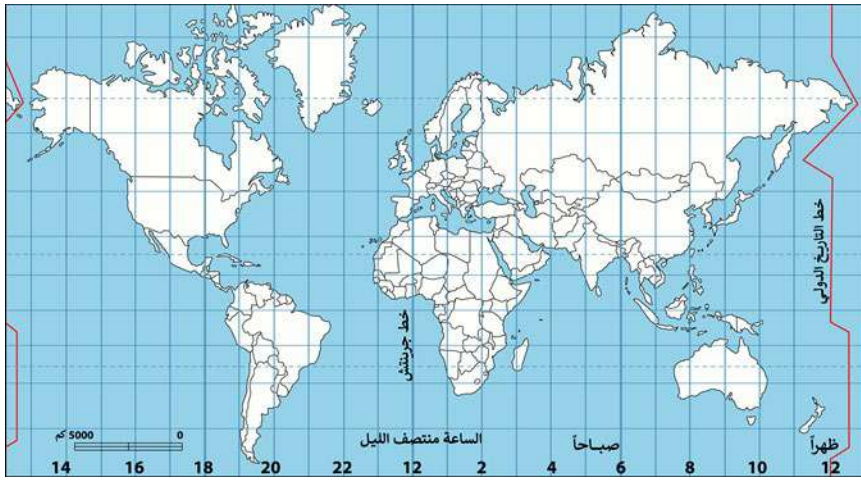 خط التاريخ الدولي
خط جرينتش
5000 كم 0
الساعة منتصف الليل صباحاً ظهراً
14 16 18 20 22 12 2 4 6 8 10 12